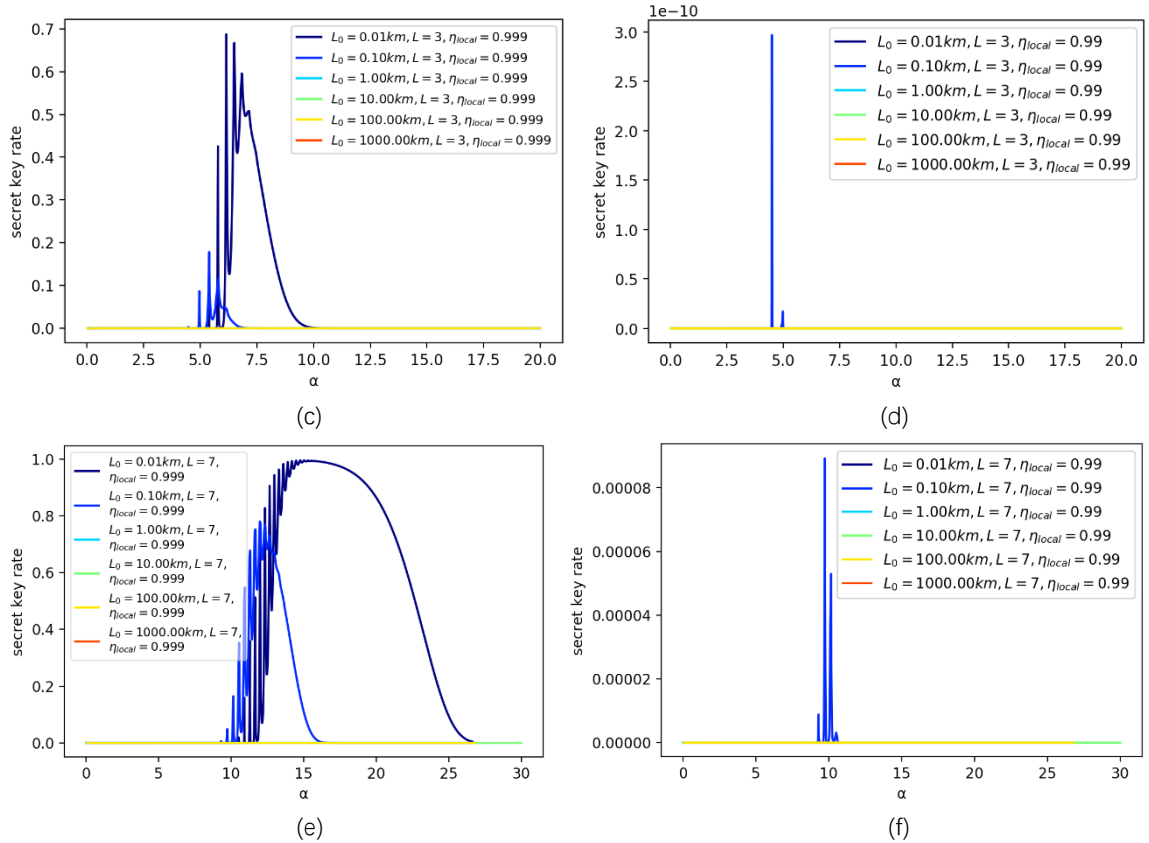 0.7
0.6
0.5
0.4
0.3
0.2
0.1
0.0
secret key rate
L₀ = 0.01km, L = 3, ηlocal = 0.999
L₀ = 0.10km, L = 3, ηlocal = 0.999
L₀ = 1.00km, L = 3, ηlocal = 0.999
L₀ = 10.00km, L = 3, ηlocal = 0.999
L₀ = 100.00km, L = 3, ηlocal = 0.999
L₀ = 1000.00km, L = 3, ηlocal = 0.999
0.0 2.5 5.0 7.5 10.0 12.5 15.0 17.5 20.0
α
(c)
1e−10
3.0
2.5
2.0
1.5
1.0
0.5
0.0
secret key rate
L₀ = 0.01km, L = 3, ηlocal = 0.99
L₀ = 0.10km, L = 3, ηlocal = 0.99
L₀ = 1.00km, L = 3, ηlocal = 0.99
L₀ = 10.00km, L = 3, ηlocal = 0.99
L₀ = 100.00km, L = 3, ηlocal = 0.99
L₀ = 1000.00km, L = 3, ηlocal = 0.99
0.0 2.5 5.0 7.5 10.0 12.5 15.0 17.5 20.0
α
(d)
1.0
0.8
0.6
0.4
0.2
0.0
secret key rate
L₀ = 0.01km, L = 7,
ηlocal = 0.999
L₀ = 0.10km, L = 7,
ηlocal = 0.999
L₀ = 1.00km, L = 7,
ηlocal = 0.999
L₀ = 10.00km, L = 7,
ηlocal = 0.999
L₀ = 100.00km, L = 7,
ηlocal = 0.999
L₀ = 1000.00km, L = 7,
ηlocal = 0.999
0 5 10 15 20 25 30
α
(e)
0.00008
0.00006
0.00004
0.00002
0.00000
secret key rate
L₀ = 0.01km, L = 7, ηlocal = 0.99
L₀ = 0.10km, L = 7, ηlocal = 0.99
L₀ = 1.00km, L = 7, ηlocal = 0.99
L₀ = 10.00km, L = 7, ηlocal = 0.99
L₀ = 100.00km, L = 7, ηlocal = 0.99
L₀ = 1000.00km, L = 7, ηlocal = 0.99
0 5 10 15 20 25 30
α
(f)